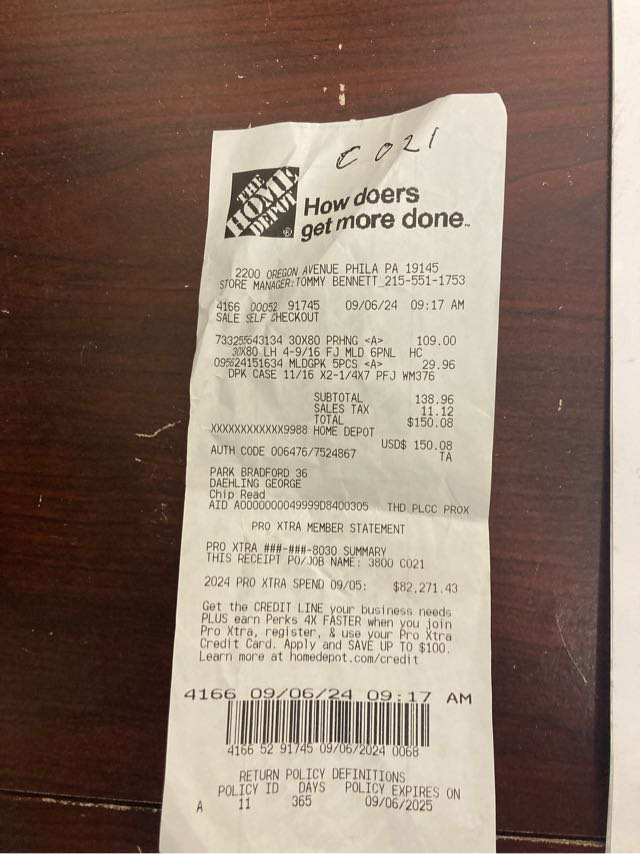 C 021
THE HOME DEPOT ®
How doers
get more done™
2200 OREGON AVENUE PHILA PA 19145
STORE MANAGER:TOMMY BENNETT 215-551-1753
4166 00052 91745 09/06/24 09:17 AM
SALE SELF CHECKOUT
733255643134 30X80 PRHNG <A> 109.00
30X80 LH 4-9/16 FJ MLD 6PNL HC
095624151634 MLDGPK 5PCS <A> 29.96
DPK CASE 11/16 X2-1/4X7 PFJ WM376
SUBTOTAL 138.96
SALES TAX 11.12
TOTAL $150.08
XXXXXXXXXXXX9988 HOME DEPOT
USD$ 150.08
AUTH CODE 006476/7524867 TA
PARK BRADFORD 36
DAEHLING GEORGE
Chip Read
AID A0000000049999D8400305 THD PLCC PROX
PRO XTRA MEMBER STATEMENT
PRO XTRA ###-###-8030 SUMMARY
THIS RECEIPT PO/JOB NAME: 3800 C021
2024 PRO XTRA SPEND 09/05: $82,271.43
Get the CREDIT LINE your business needs
PLUS earn Perks 4X FASTER when you join
Pro Xtra, register, & use your Pro Xtra
Credit Card. Apply and SAVE UP TO $100.
Learn more at homedepot.com/credit
4166 09/06/24 09:17 AM
4166 52 91745 09/06/2024 0068
RETURN POLICY DEFINITIONS
POLICY ID DAYS POLICY EXPIRES ON
A 11 365 09/06/2025